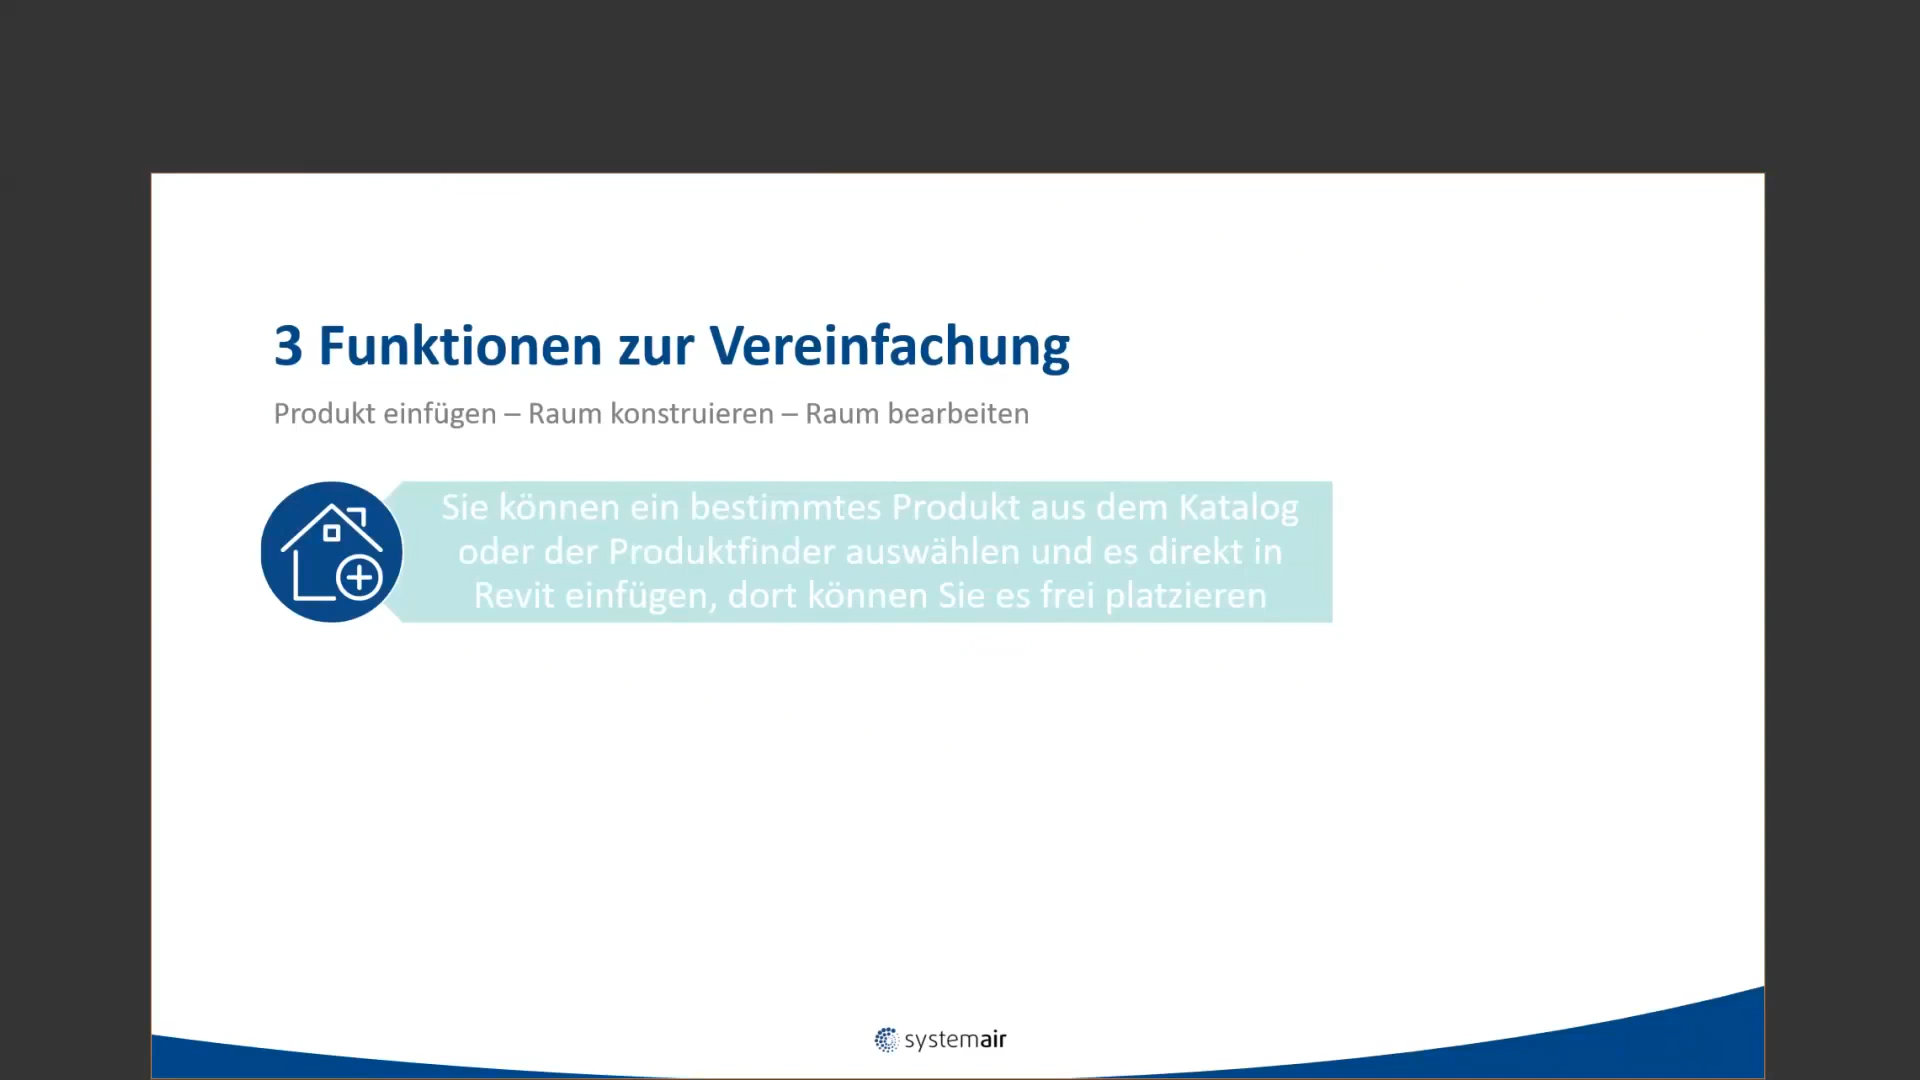 3 Funktionen zur Vereinfachung
Produkt einfügen – Raum konstruieren – Raum bearbeiten
Sie können ein bestimmtes Produkt aus dem Katalog
oder der Produktfinder auswählen und es direkt in
Revit einfügen, dort können Sie es frei platzieren
systemair